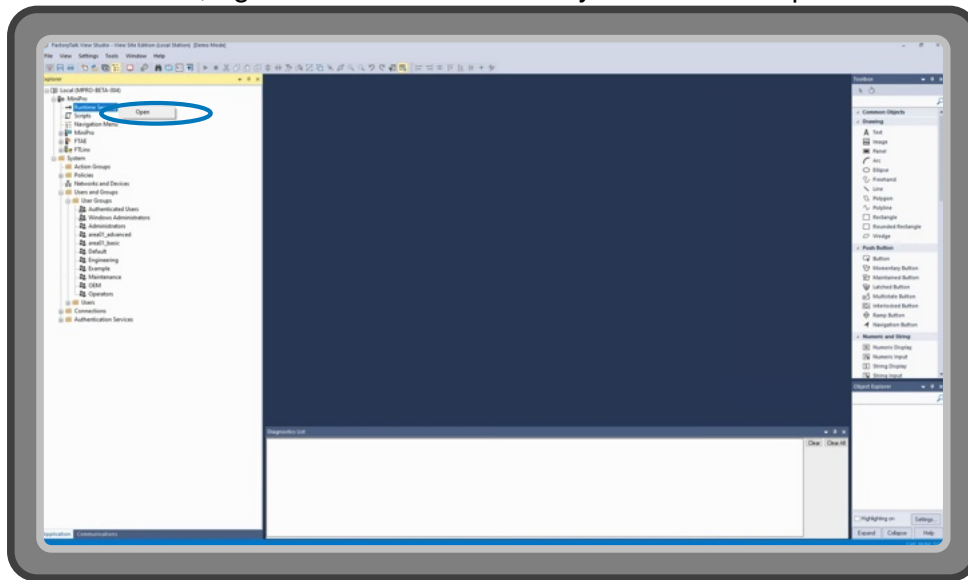 FactoryTalk View Studio - View Site Edition (Local Station) [Demo Mode]
File View Settings Tools Window Help
Explorer
Local (MPRO-BETA-004)
MiniPro
Runtime
Open
Scripts
Navigation Menu
MiniPro
FTAE
FTLinx
System
Action Groups
Policies
Networks and Devices
Users and Groups
User Groups
Authenticated Users
Windows Administrators
Administrators
area01_advanced
area01_basic
Default
Engineering
Example
Maintenance
OEM
Operators
Users
Connections
Authentication Services
Application Communications
Diagnostics List
Clear Clear All
Toolbox
Common Objects
Drawing
Text
Image
Panel
Arc
Ellipse
Freehand
Line
Polygon
Polyline
Rectangle
Rounded Rectangle
Wedge
Push Button
Button
Momentary Button
Maintained Button
Latched Button
Multistate Button
Interlocked Button
Ramp Button
Navigation Button
Numeric and String
Numeric Display
Numeric Input
String Display
String Input
Object Explorer
Highlighting on Settings...
Expand Collapse Help